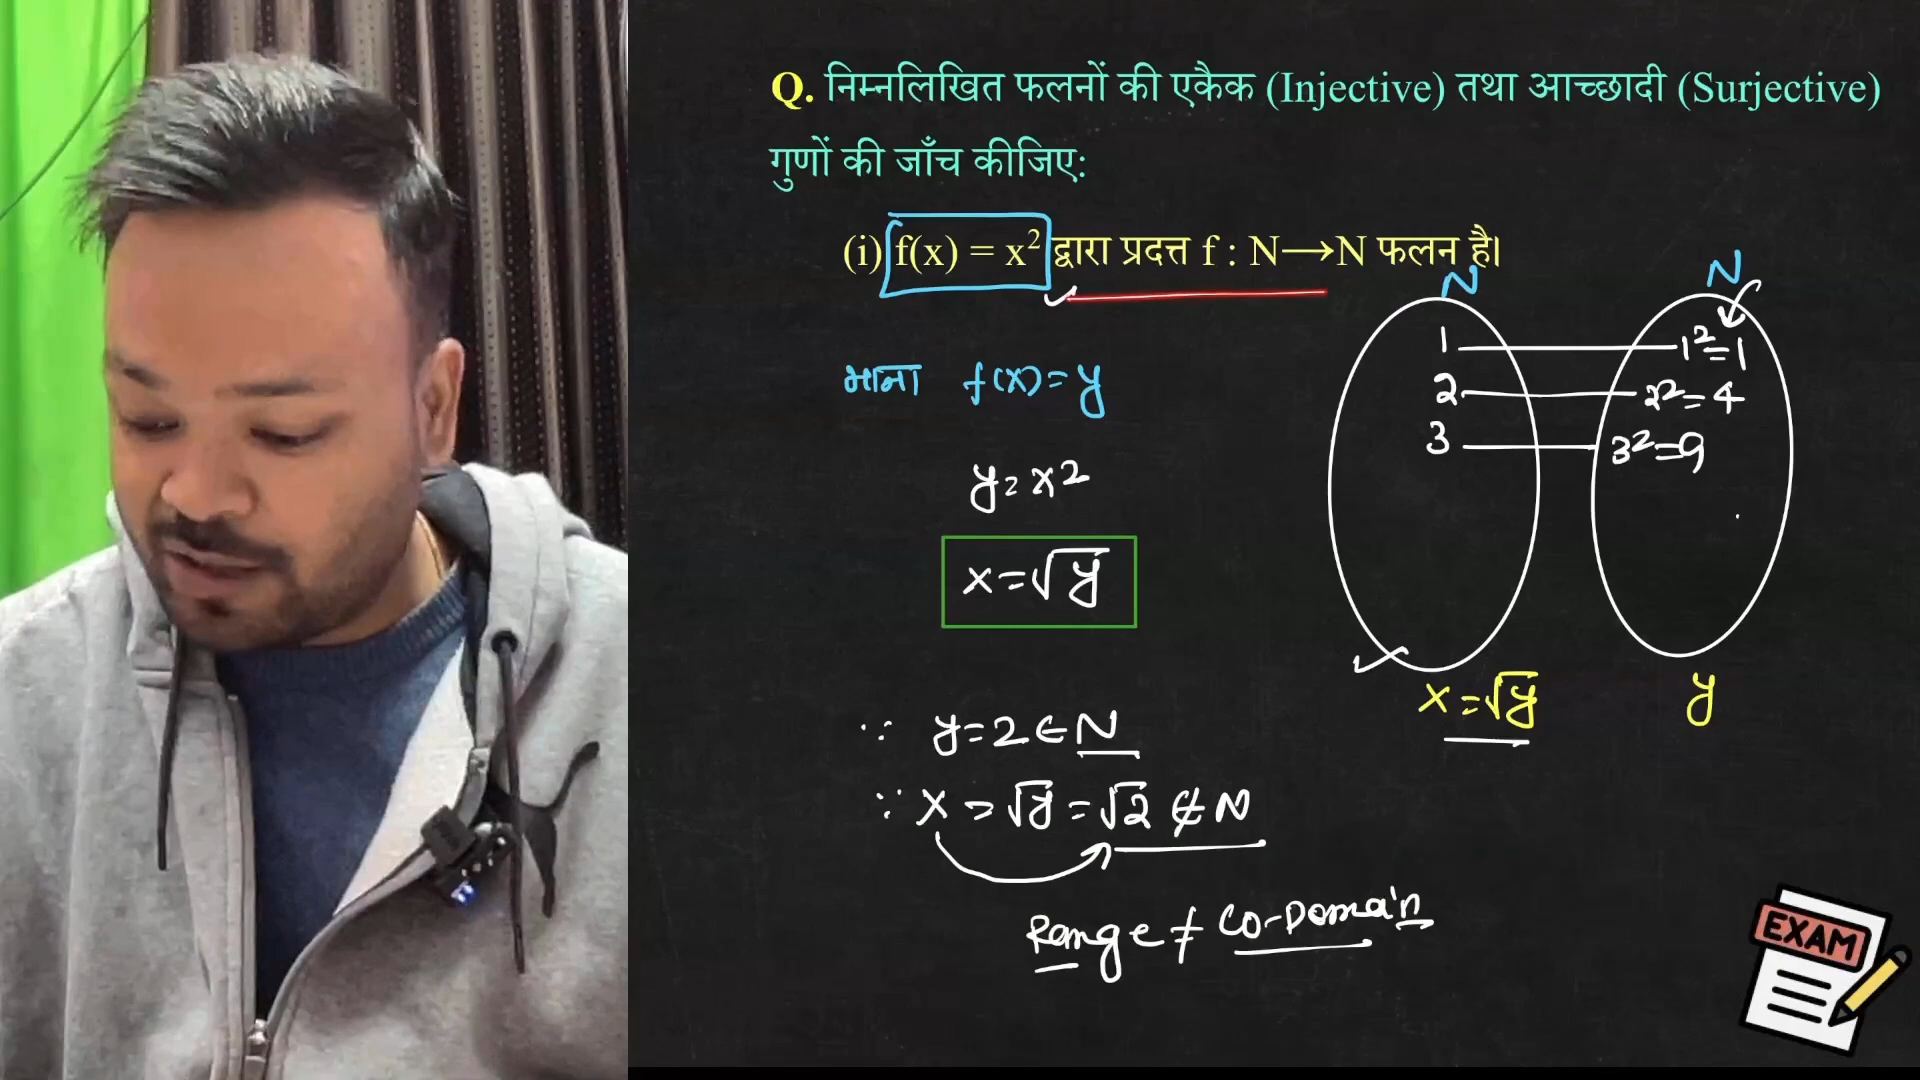 Q. निम्नलिखित फलनों की एकैक (Injective) तथा आच्छादी (Surjective)
गुणों की जाँच कीजिए:
(i) f(x) = x² द्वारा प्रदत्त f : N⟶N फलन है।
N
N
1
1²=1
माना f(x)=y
2
2²=4
3
3²=9
y=x2
x=√y
x=√y
y
∵ y=2∈N
∵ x=√y=√2 ∉ N
Range ≠ Co-Domain
EXAM